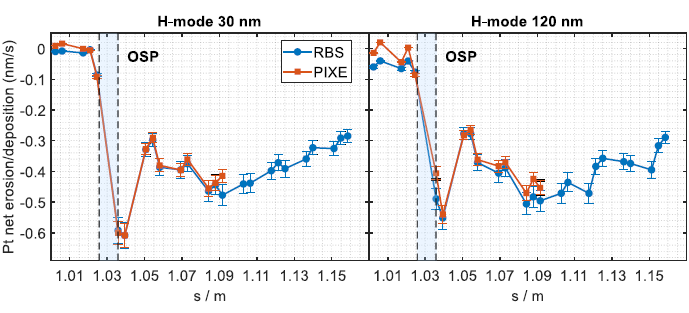 H-mode 30 nm
H-mode 120 nm
Pt net erosion/deposition (nm/s)
0
-0.1
-0.2
-0.3
-0.4
-0.5
-0.6
OSP
RBS
PIXE
OSP
1.01 1.03 1.05 1.07 1.09 1.11 1.13 1.15
1.01 1.03 1.05 1.07 1.09 1.11 1.13 1.15
s / m
s / m